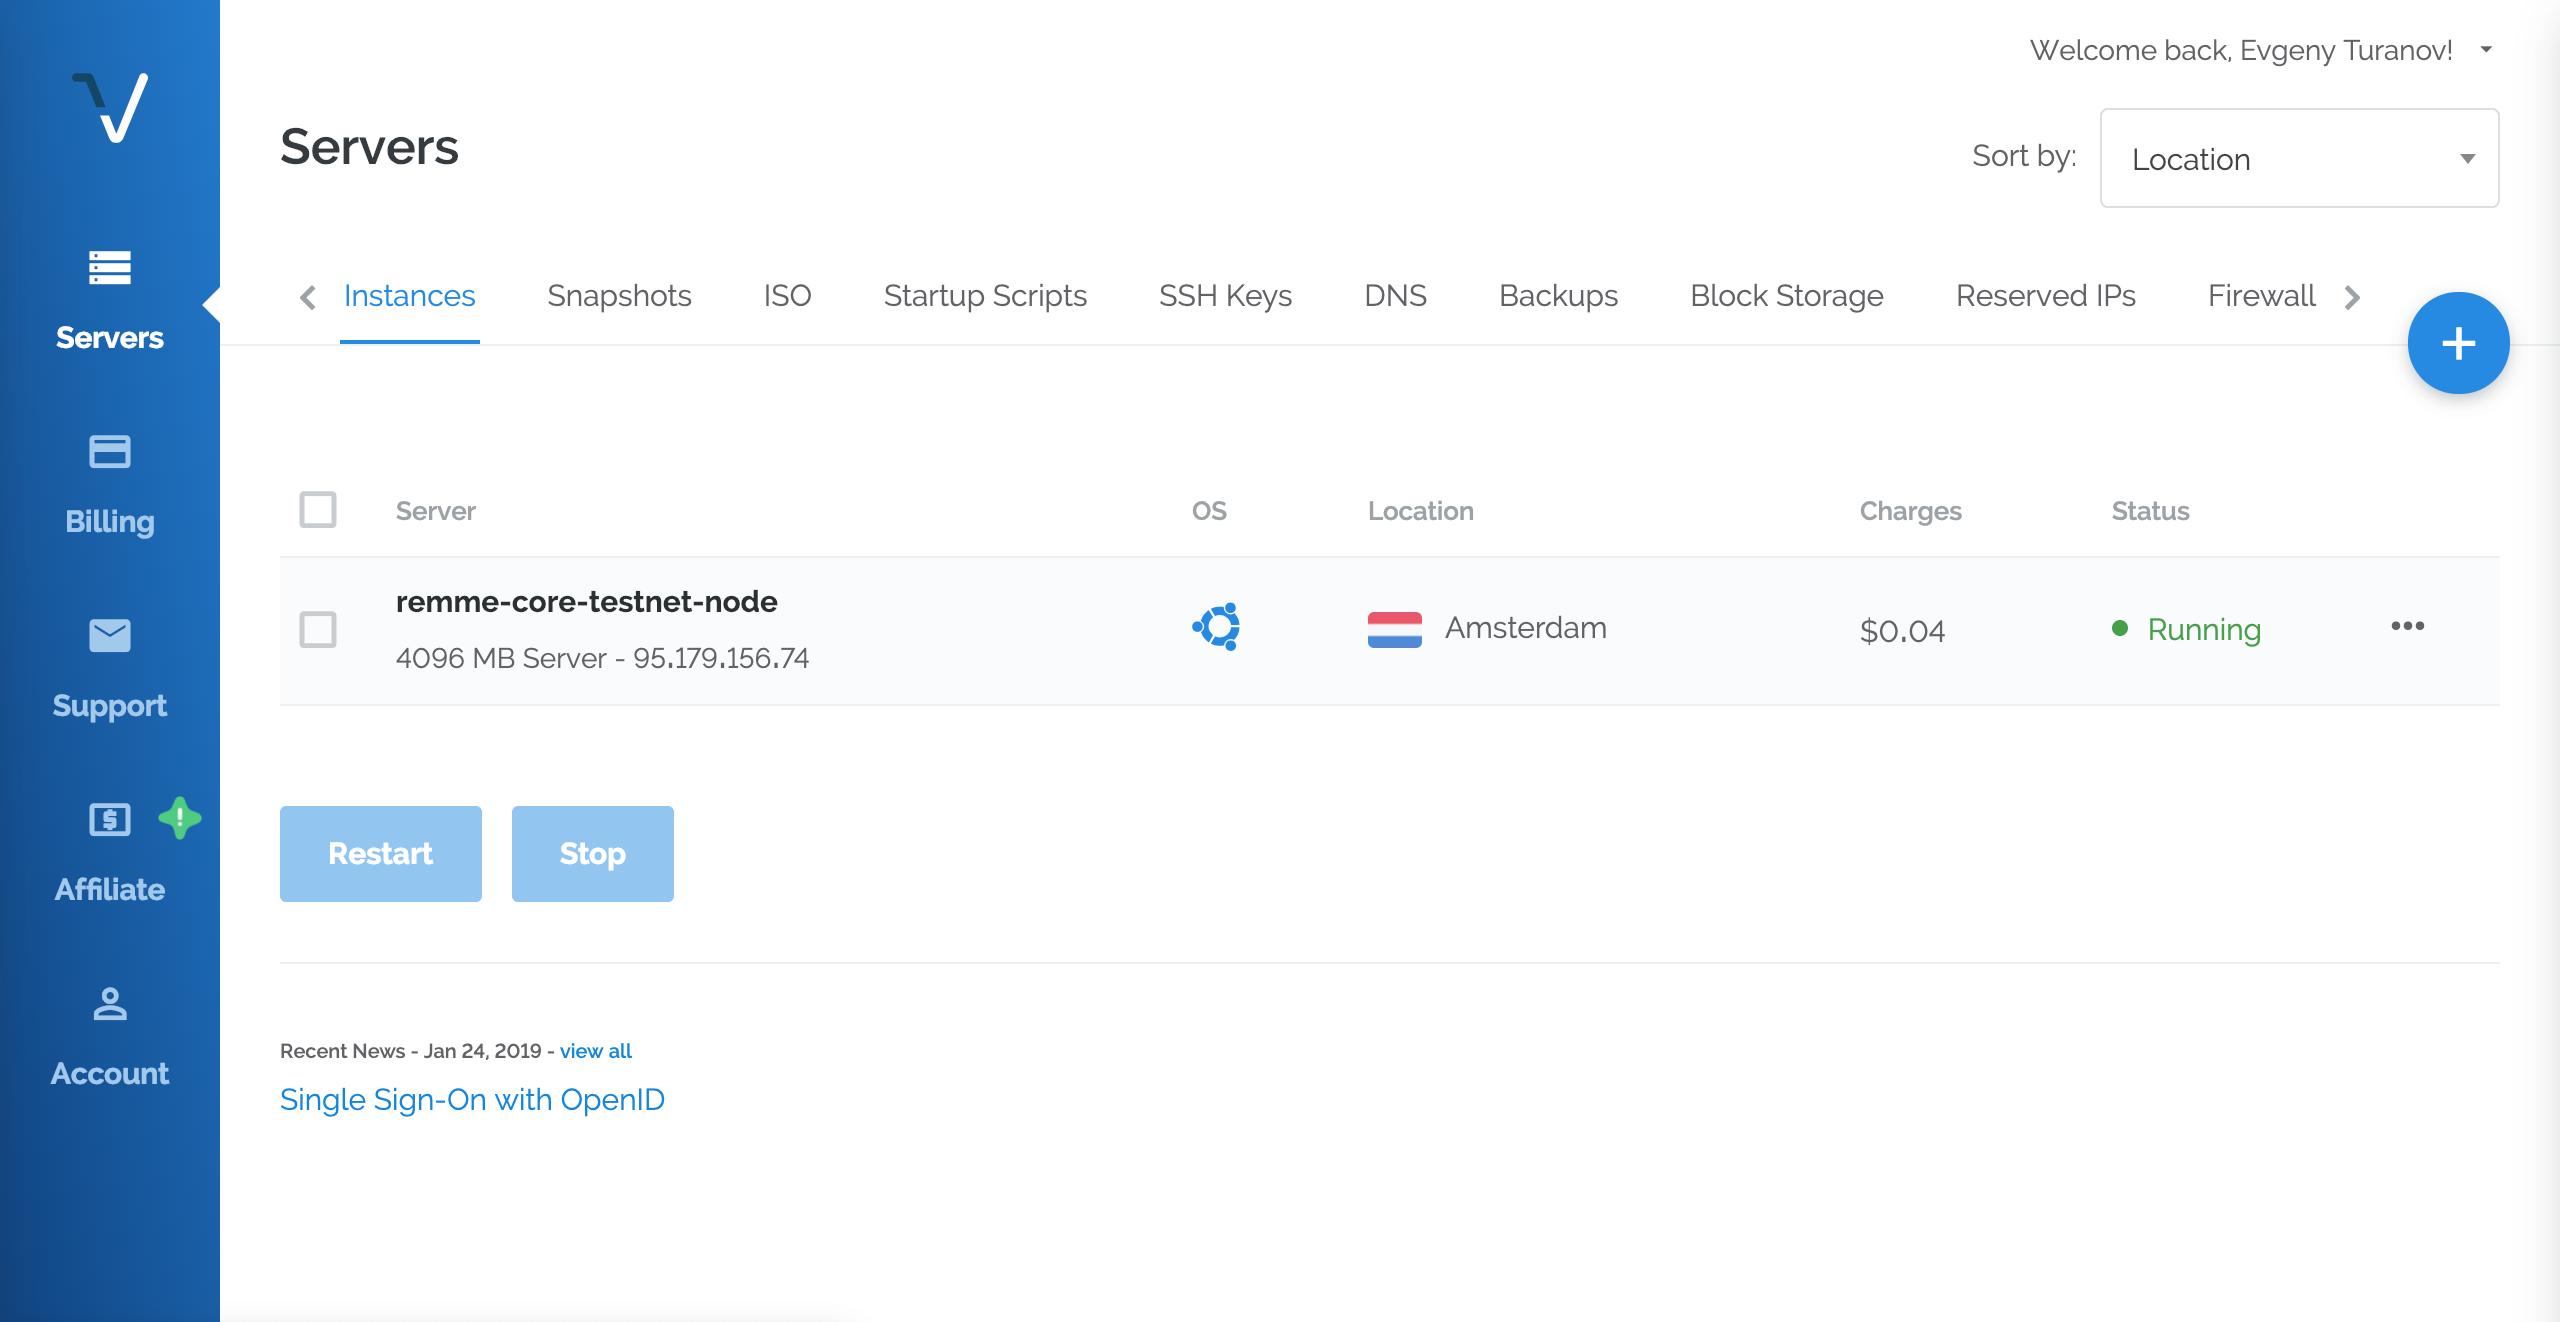 Welcome back, Evgeny Turanov!
Servers
Sort by: Location
Instances Snapshots ISO Startup Scripts SSH Keys DNS Backups Block Storage Reserved IPs Firewall
Servers
Billing
Support
Affiliate
Account
Server OS Location Charges Status
remme-core-testnet-node
4096 MB Server - 95.179.156.74
Amsterdam
$0.04
Running
Restart Stop
Recent News - Jan 24, 2019 - view all
Single Sign-On with OpenID